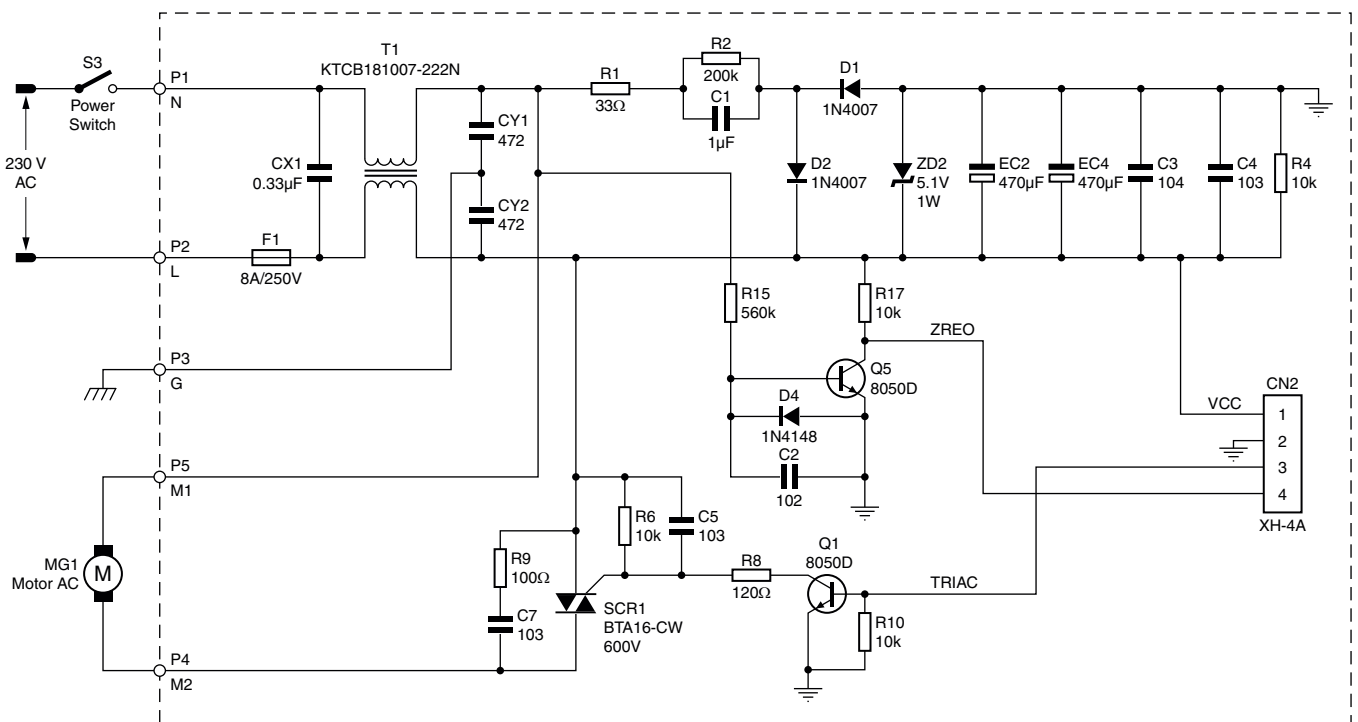 S3
Power
Switch
230 V
AC
P1
N
T1
KTCB181007-222N
CX1
0.33µF
P2
L
F1
8A/250V
CY1
472
CY2
472
R1
33Ω
R2
200k
C1
1µF
D1
1N4007
D2
1N4007
ZD2
5.1V
1W
EC2
470µF
EC4
470µF
C3
104
C4
103
R4
10k
P3
G
R15
560k
R17
10k
ZREO
Q5
8050D
D4
1N4148
C2
102
VCC
CN2
1
2
3
4
XH-4A
P5
M1
MG1
Motor AC
M
P4
M2
R9
100Ω
C7
103
R6
10k
C5
103
SCR1
BTA16-CW
600V
R8
120Ω
Q1
8050D
TRIAC
R10
10k